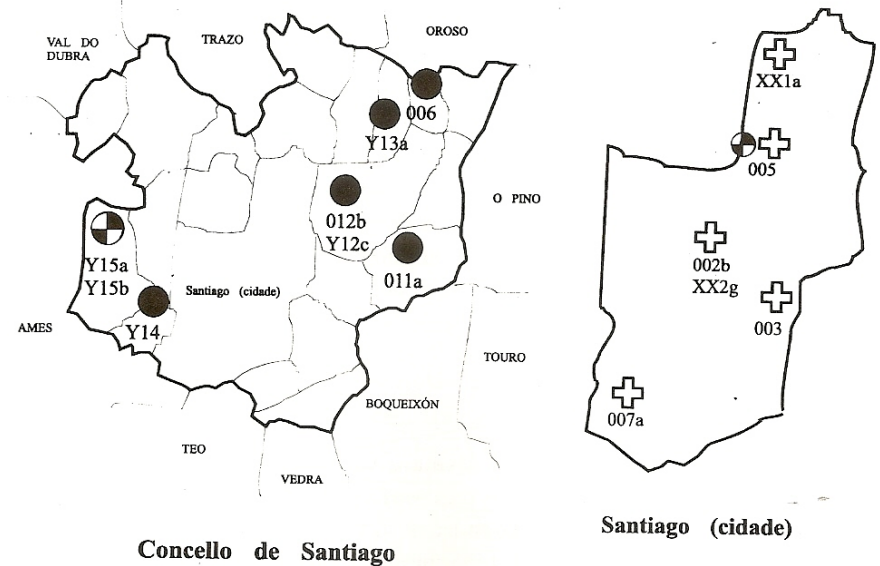 VAL DO
DUBRA
TRAZO
OROSO
006
Y13a
O PINO
012b
Y12c
011a
Y15a
Y15b
Santiago (cidade)
Y14
AMES
TOURO
BOQUEIXÓN
TEO
VEDRA
Concello de Santiago
XX1a
005
002b
XX2g
003
007a
Santiago (cidade)